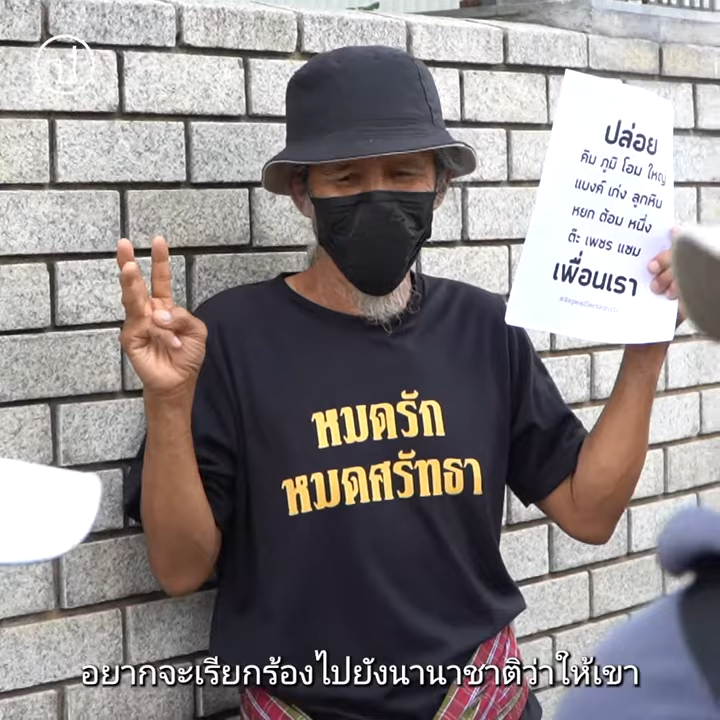 ปล่อย
คิม ภูมิ โอม ใหญ่
แบงค์ เก่ง ลูกหิน
หยก ต้อม หนึ่ง
ต๊ะ เพชร แซม
เพื่อนเรา
#RepealSection112
หมดรัก
หมดศรัทธา
อยากจะเรียกร้องไปยังนานาชาติว่าให้เขา